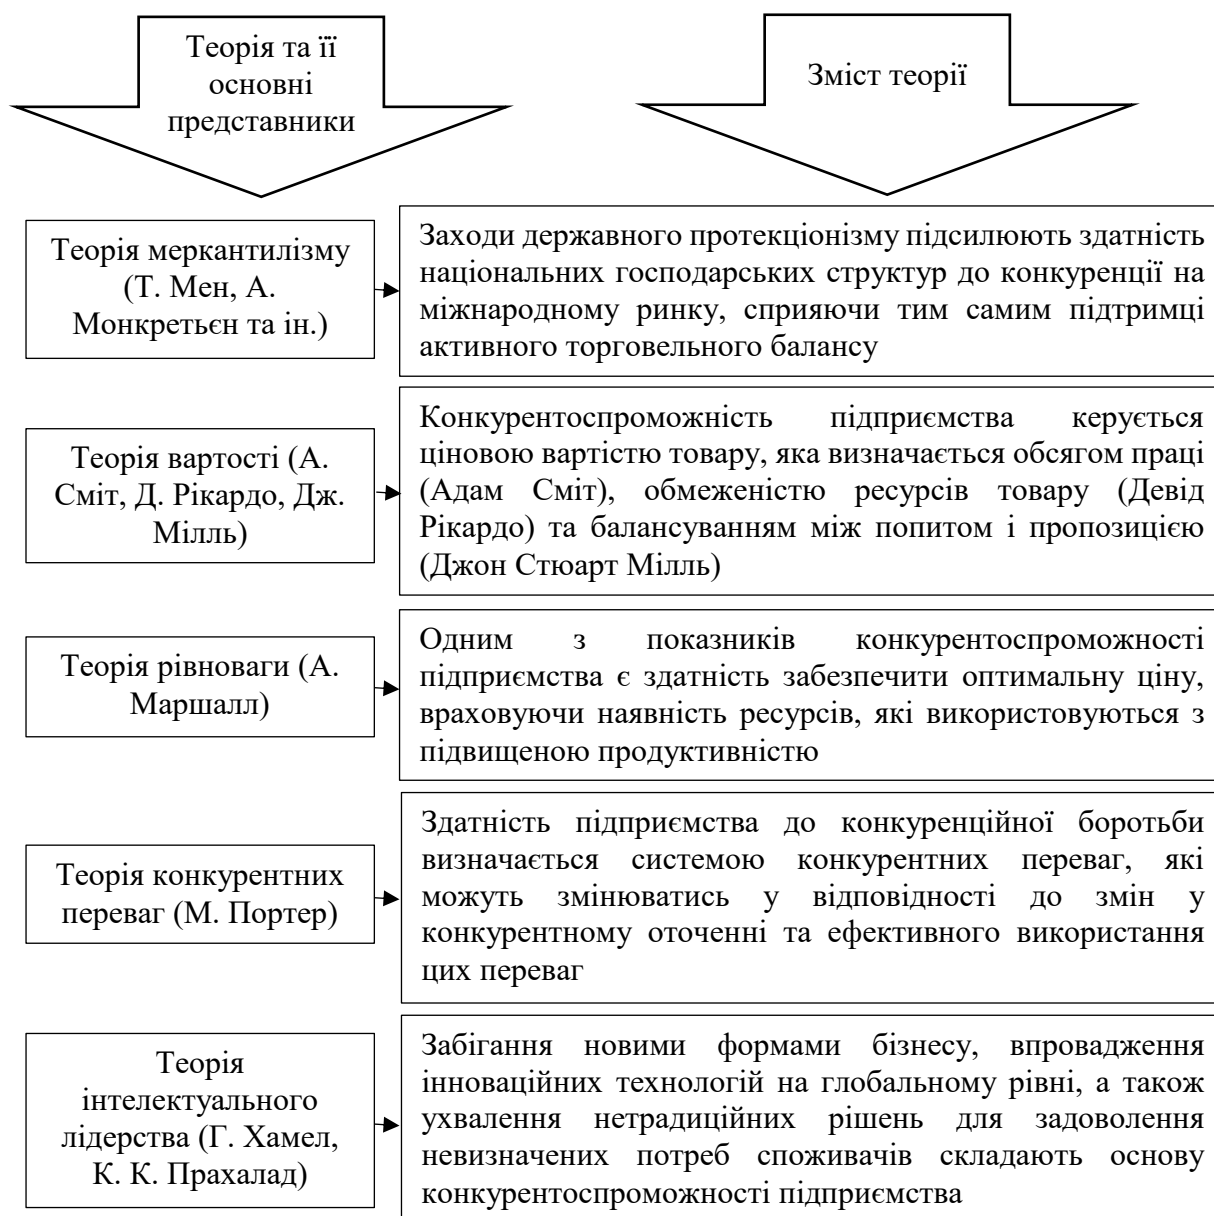 Теорія та її
основні
представники
Зміст теорії
Теорія меркантилізму
(Т. Мен, А.
Монкретьєн та ін.)
Заходи державного протекціонізму підсилюють здатність
національних господарських структур до конкуренції на
міжнародному ринку, сприяючи тим самим підтримці
активного торговельного балансу
Теорія вартості (А.
Сміт, Д. Рікардо, Дж.
Мілль)
Конкурентоспроможність підприємства керується
ціновою вартістю товару, яка визначається обсягом праці
(Адам Сміт), обмеженістю ресурсів товару (Девід
Рікардо) та балансуванням між попитом і пропозицією
(Джон Стюарт Мілль)
Теорія рівноваги (А.
Маршалл)
Одним з показників конкурентоспроможності
підприємства є здатність забезпечити оптимальну ціну,
враховуючи наявність ресурсів, які використовуються з
підвищеною продуктивністю
Теорія конкурентних
переваг (М. Портер)
Здатність підприємства до конкуренційної боротьби
визначається системою конкурентних переваг, які
можуть змінюватись у відповідності до змін у
конкурентному оточенні та ефективного використання
цих переваг
Теорія
інтелектуального
лідерства (Г. Хамел,
К. К. Прахалад)
Забігання новими формами бізнесу, впровадження
інноваційних технологій на глобальному рівні, а також
ухвалення нетрадиційних рішень для задоволення
невизначених потреб споживачів складають основу
конкурентоспроможності підприємства